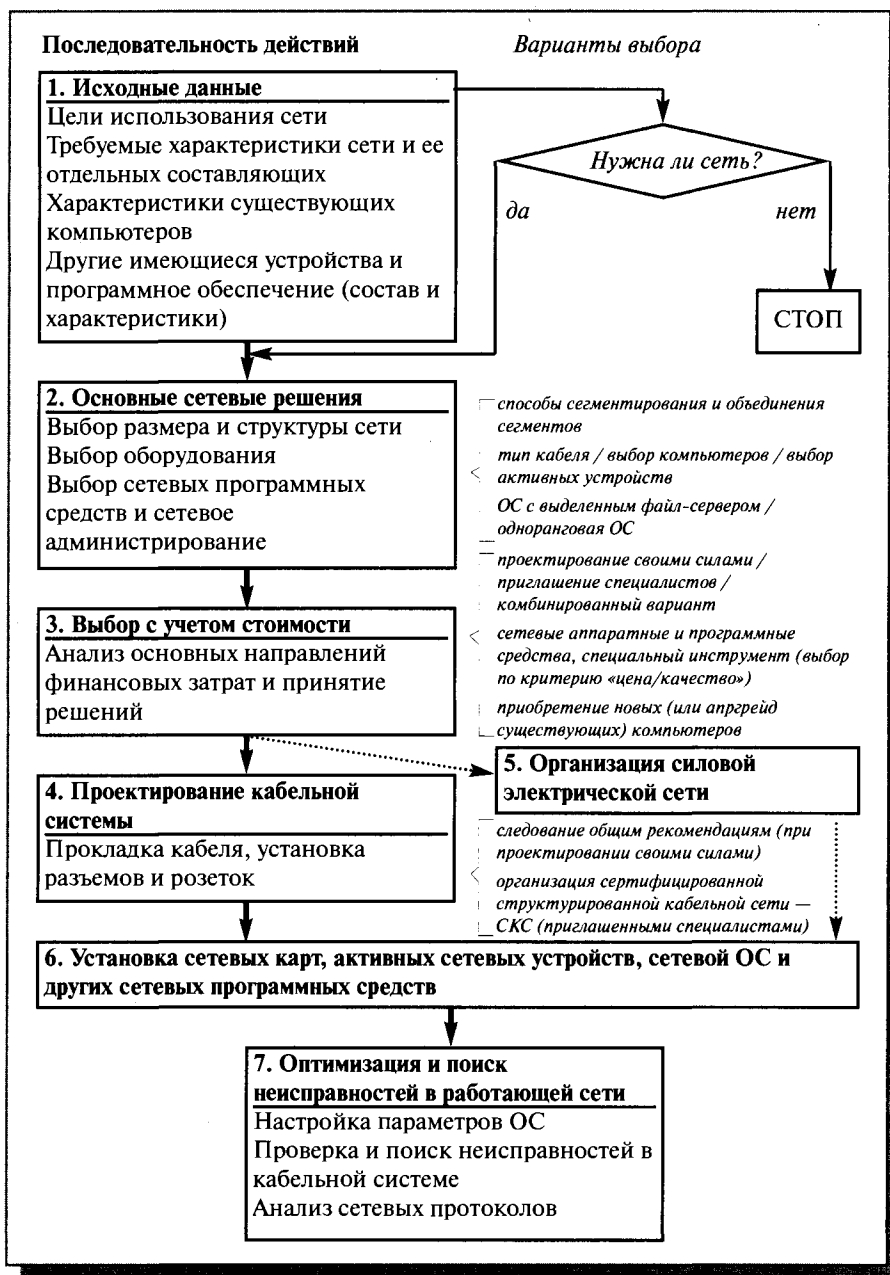 Последовательность действий
Варианты выбора
1. Исходные данные
Цели использования сети
Требуемые характеристики сети и ее
отдельных составляющих
Характеристики существующих
компьютеров
Другие имеющиеся устройства и
программное обеспечение (состав и
характеристики)
Нужна ли сеть?
да
нет
СТОП
2. Основные сетевые решения
Выбор размера и структуры сети
Выбор оборудования
Выбор сетевых программных
средств и сетевое
администрирование
способы сегментирования и объединения
сегментов
тип кабеля / выбор компьютеров / выбор
активных устройств
ОС с выделенным файл-сервером /
одноранговая ОС
3. Выбор с учетом стоимости
Анализ основных направлений
финансовых затрат и принятие
решений
проектирование своими силами /
приглашение специалистов /
комбинированный вариант
сетевые аппаратные и программные
средства, специальный инструмент (выбор
по критерию «цена/качество»)
приобретение новых (или апргрейд
существующих) компьютеров
4. Проектирование кабельной
системы
Прокладка кабеля, установка
разъемов и розеток
5. Организация силовой
электрической сети
следование общим рекомендациям (при
проектировании своими силами)
организация сертифицированной
структурированной кабельной сети —
СКС (приглашенными специалистами)
6. Установка сетевых карт, активных сетевых устройств, сетевой ОС и
других сетевых программных средств
7. Оптимизация и поиск
неисправностей в работающей сети
Настройка параметров ОС
Проверка и поиск неисправностей в
кабельной системе
Анализ сетевых протоколов